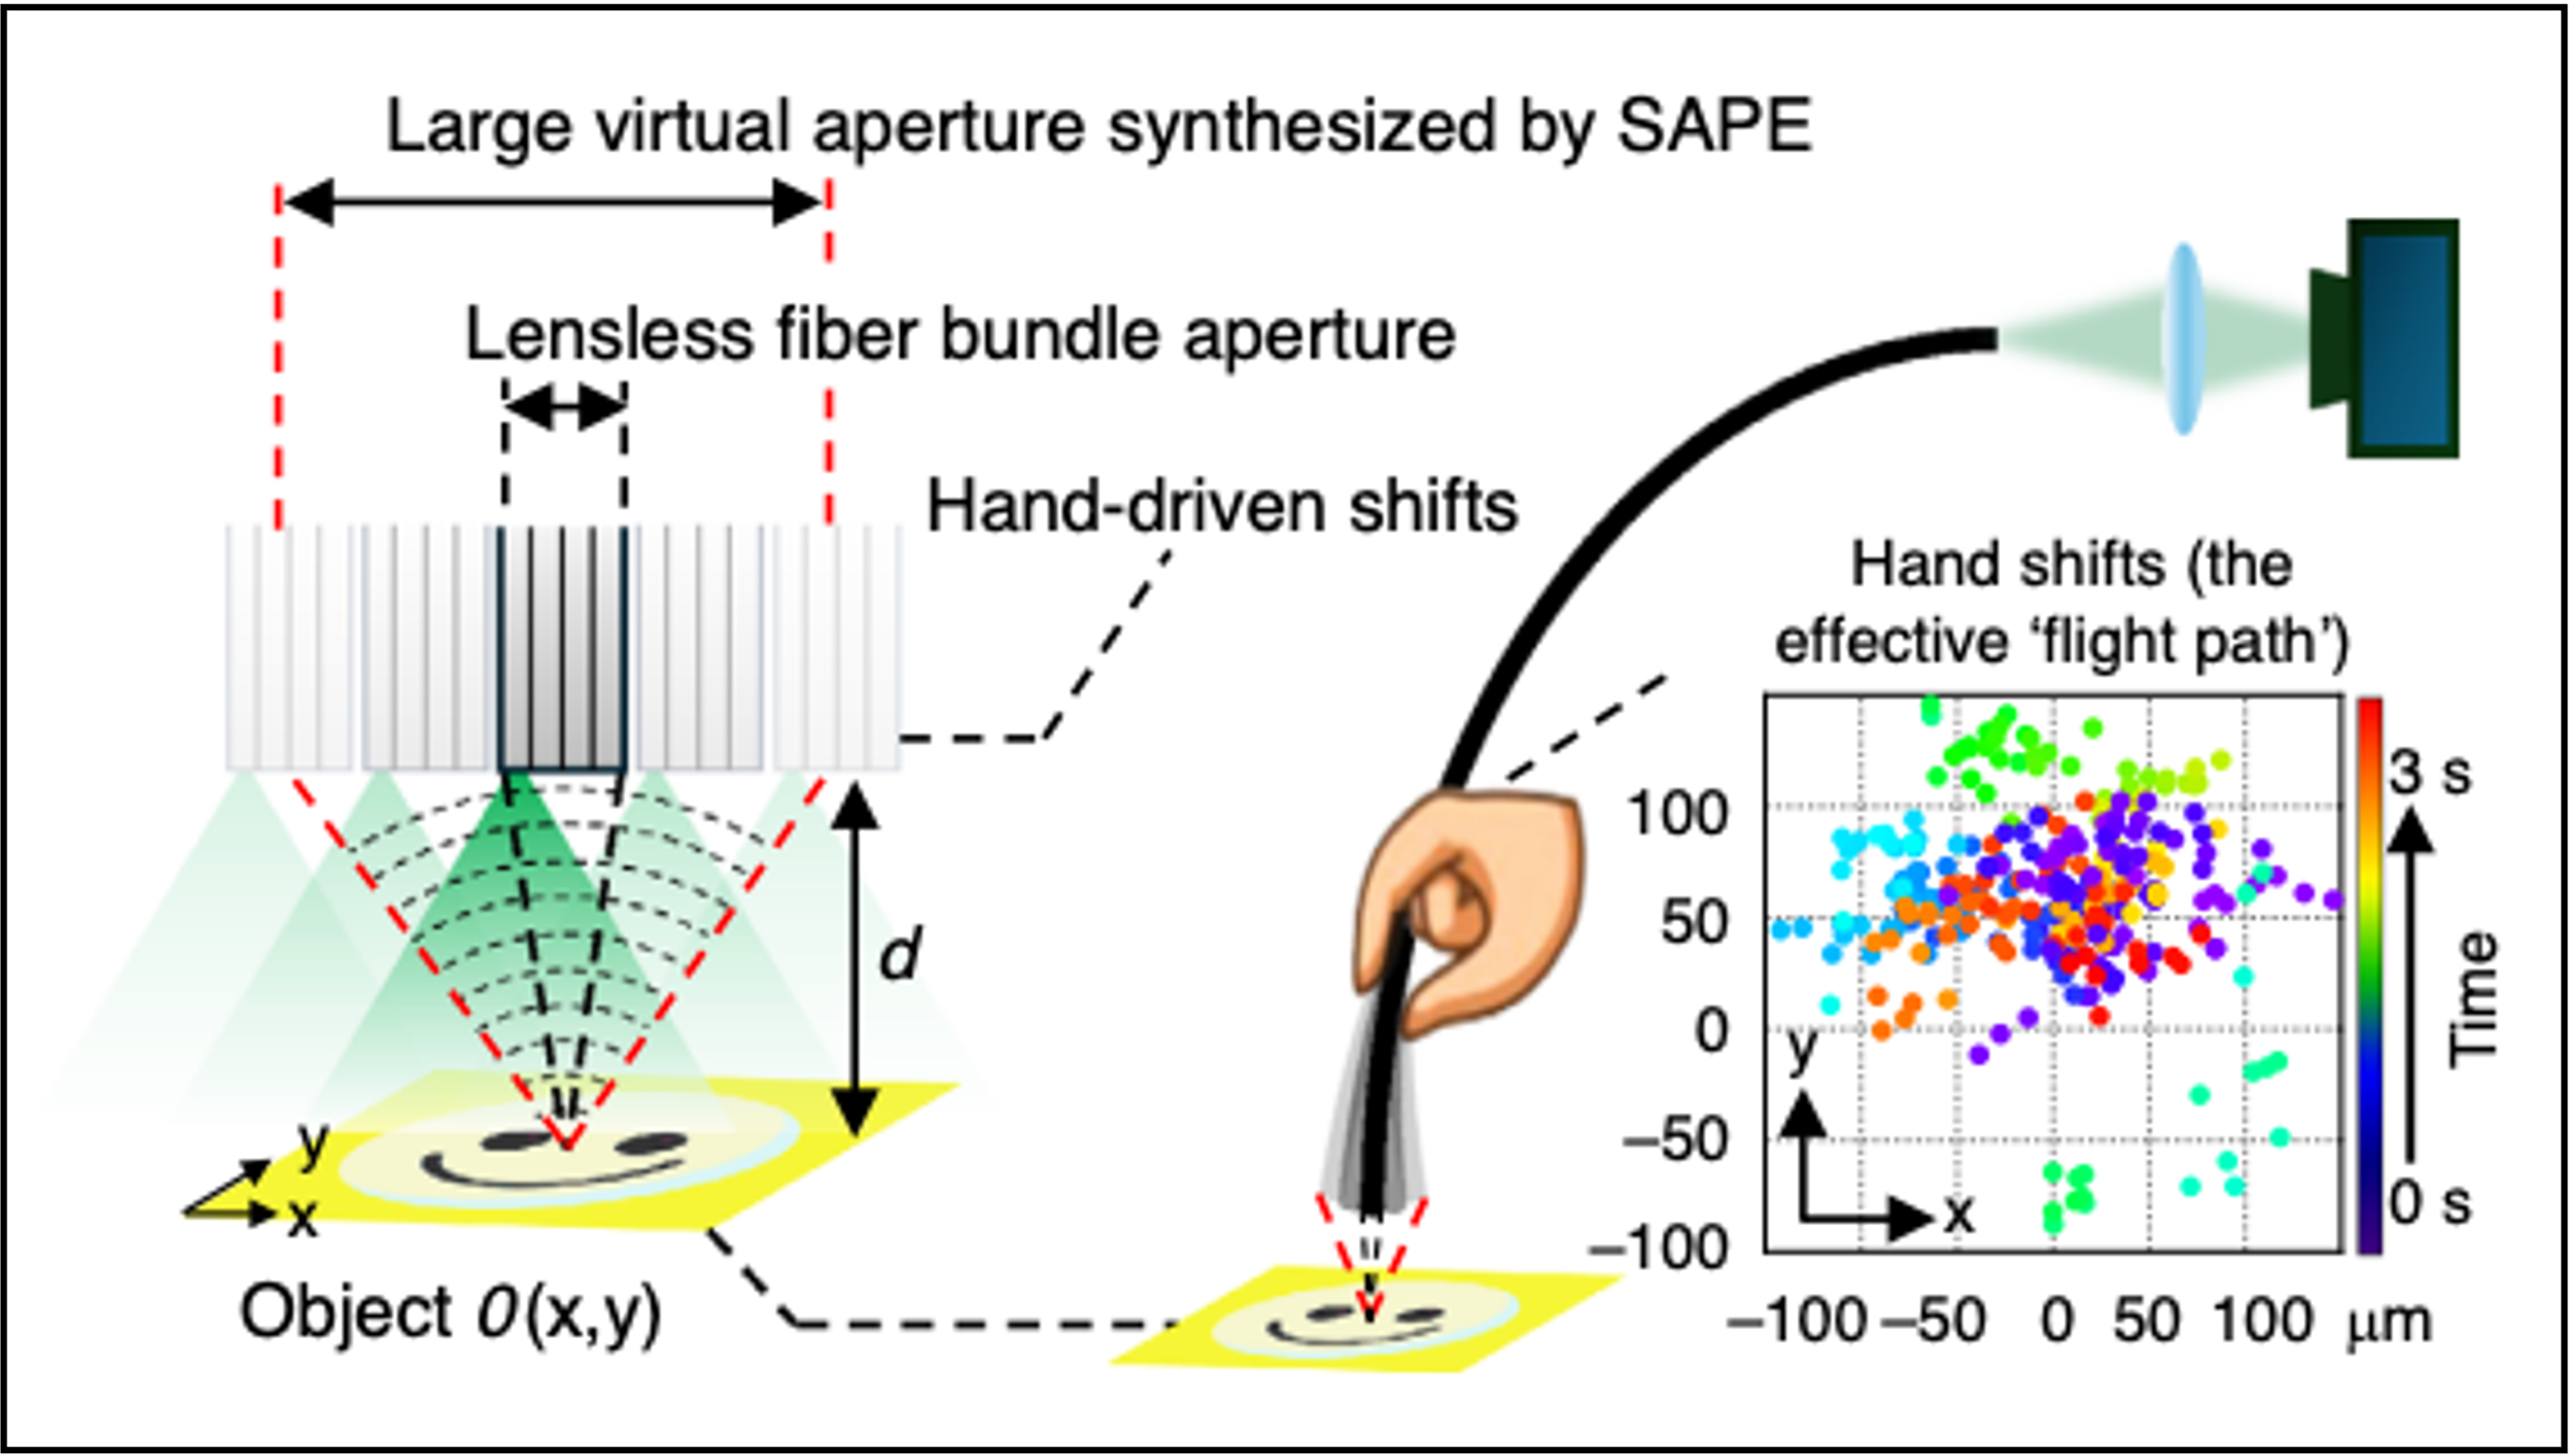 Large virtual aperture synthesized by SAPE
Lensless fiber bundle aperture
Hand-driven shifts
d
y
x
Object 0(x,y)
Hand shifts (the
effective ‘flight path’)
100
50
0
−50
−100
y
x
−100 −50 0 50 100 μm
3 s
Time
0 s